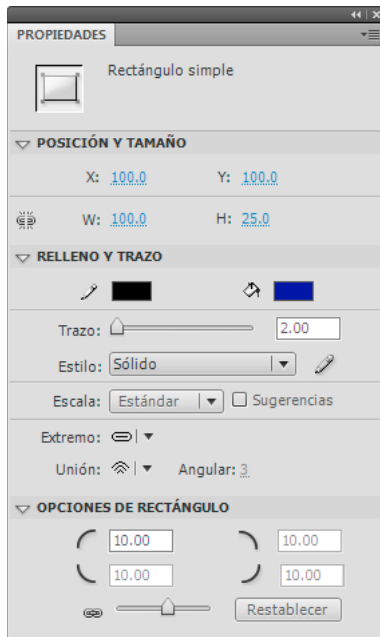 PROPIEDADES
Rectángulo simple
POSICIÓN Y TAMAÑO
X: 100.0 Y: 100.0
W: 100.0 H: 25.0
RELLENO Y TRAZO
Trazo: 2.00
Estilo: Sólido
Escala: Estándar Sugerencias
Extremo:
Unión: Angular: 3
OPCIONES DE RECTÁNGULO
10.00 10.00
10.00 10.00
Restablecer